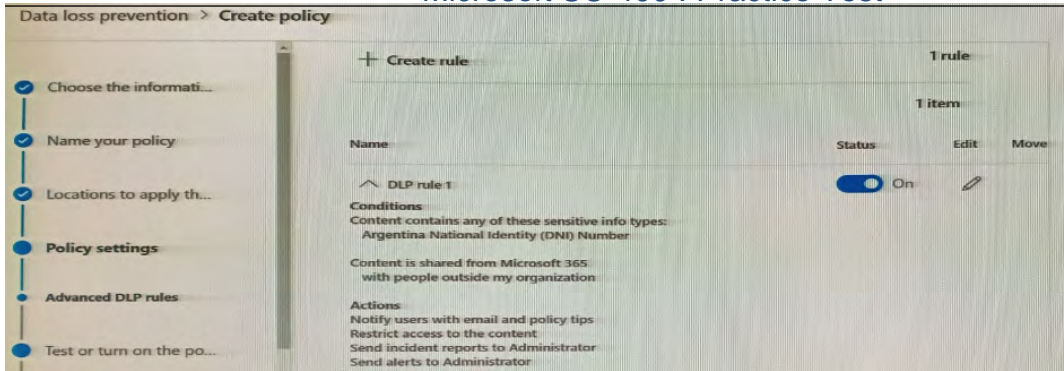 Data loss prevention > Create policy
+ Create rule
1 rule
1 item
Choose the informati...
Name your policy
Locations to apply th...
Policy settings
Advanced DLP rules
Test or turn on the po...
Name
Status
Edit
Move
DLP rule 1
On
Conditions
Content contains any of these sensitive info types:
Argentina National Identity (DNI) Number
Content is shared from Microsoft 365
with people outside my organization
Actions
Notify users with email and policy tips
Restrict access to the content
Send incident reports to Administrator
Send alerts to Administrator